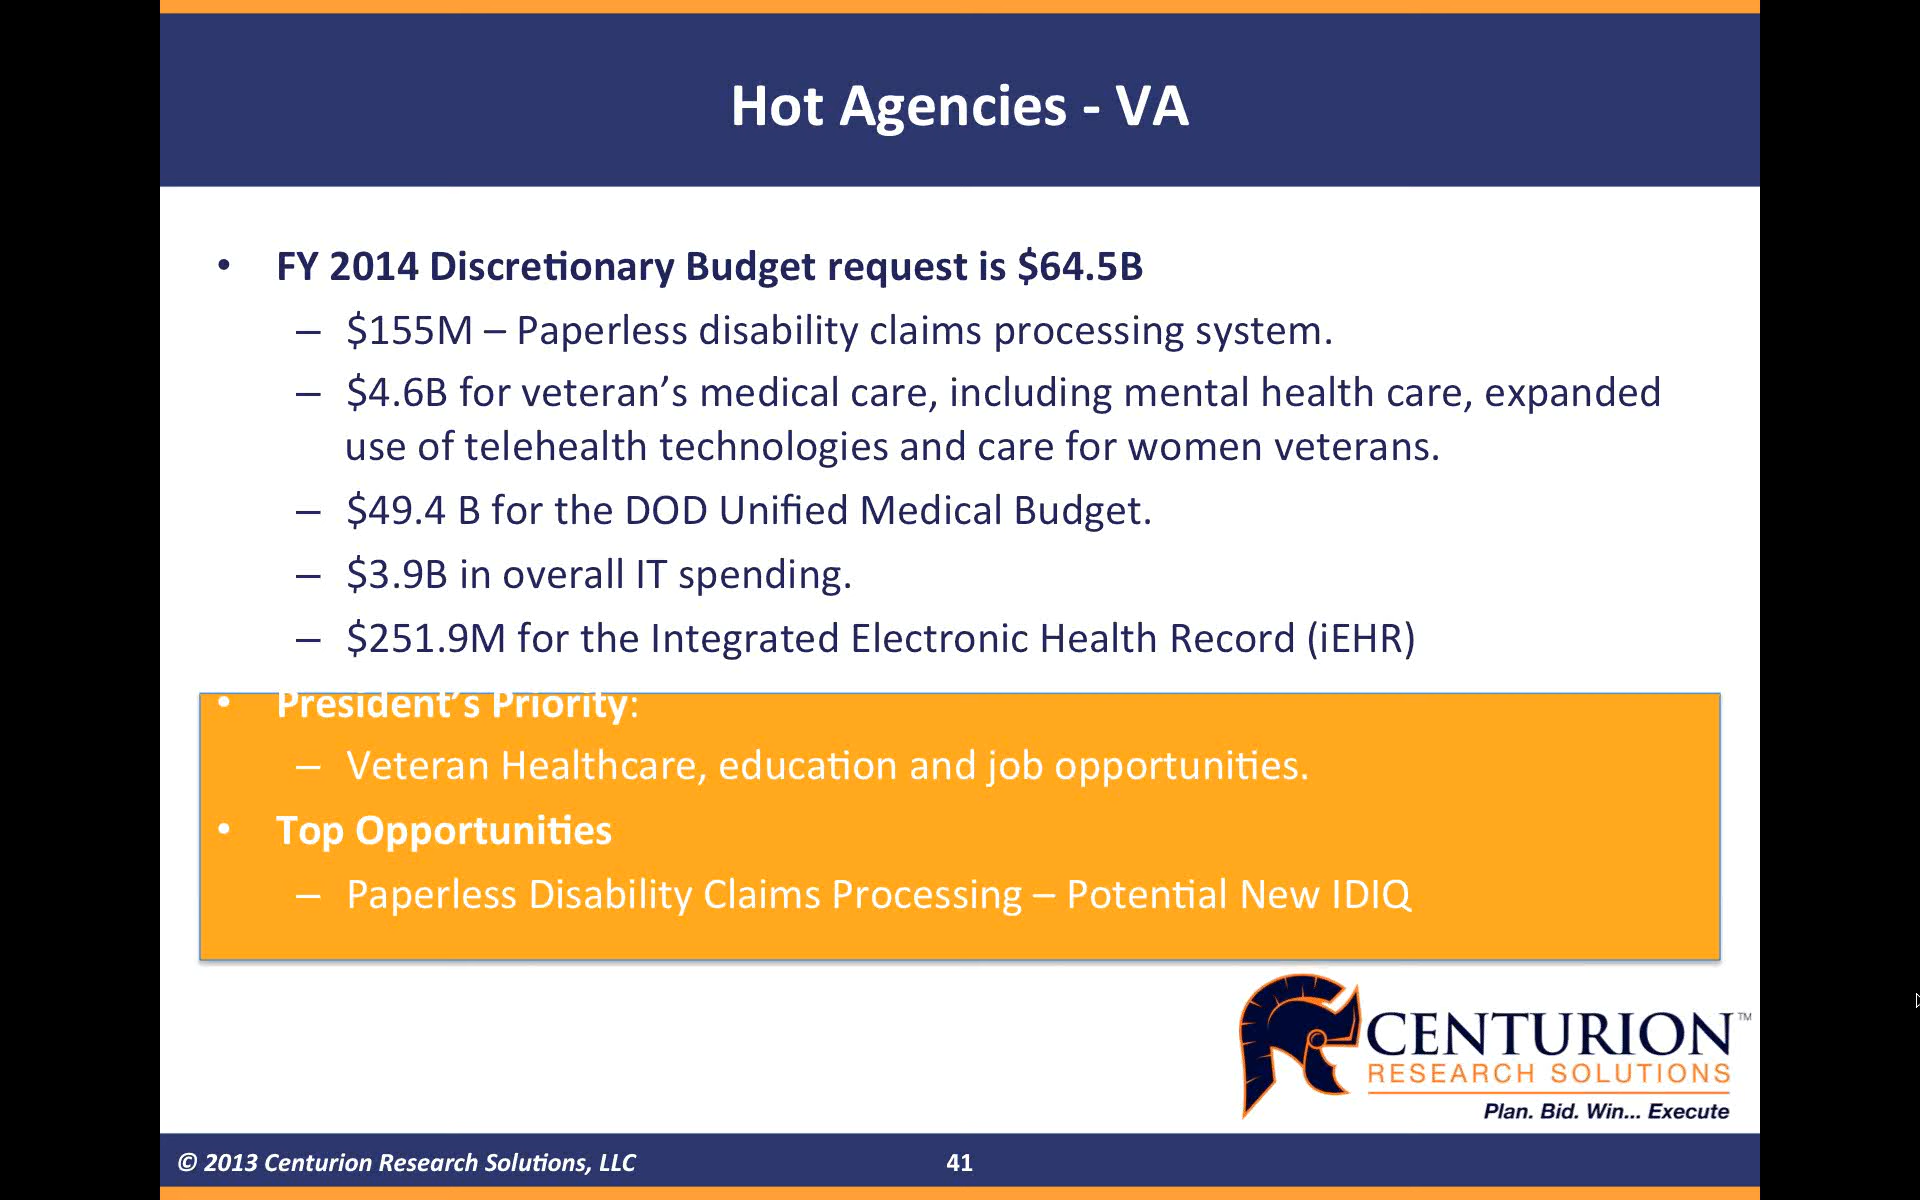 Hot Agencies - VA
• FY 2014 Discretionary Budget request is $64.5B
– $155M – Paperless disability claims processing system.
– $4.6B for veteran’s medical care, including mental health care, expanded
use of telehealth technologies and care for women veterans.
– $49.4 B for the DOD Unified Medical Budget.
– $3.9B in overall IT spending.
– $251.9M for the Integrated Electronic Health Record (iEHR)
• President’s Priority:
– Veteran Healthcare, education and job opportunities.
• Top Opportunities
– Paperless Disability Claims Processing – Potential New IDIQ
CENTURION™
RESEARCH SOLUTIONS
Plan. Bid. Win... Execute
© 2013 Centurion Research Solutions, LLC
41